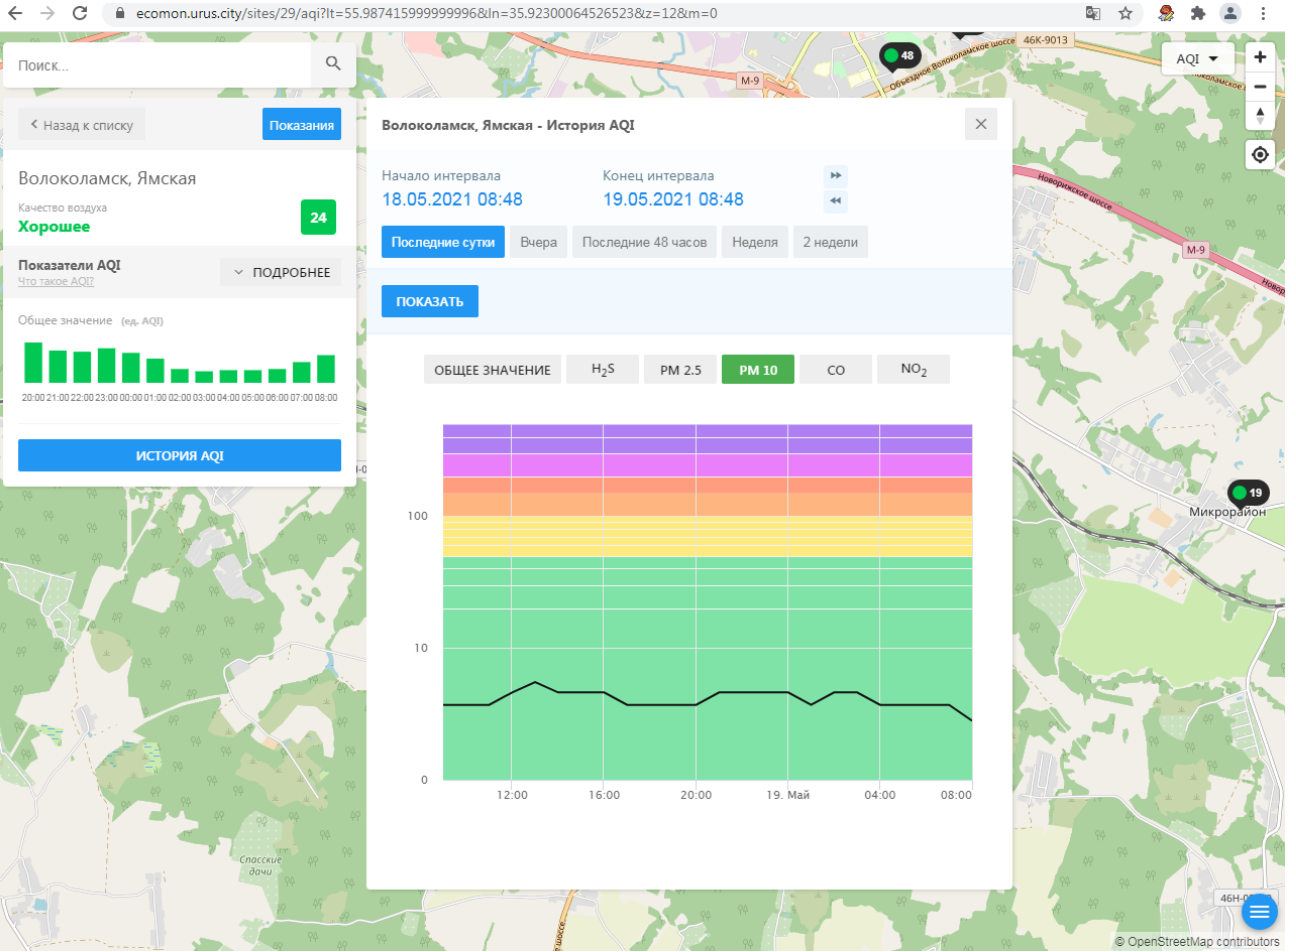 ecomon.urus.city/sites/29/aqi?lt=55.987415999999996&ln=35.92300064526523&z=12&m=0
Поиск...
46К-9013
48
Объездное Волоколамское шоссе
М-9
AQI
Назад к списку
Показания
Волоколамск, Ямская
Качество воздуха
Хорошее
24
Показатели AQI
Что такое AQI?
ПОДРОБНЕЕ
Общее значение (ед. AQI)
20:00 21:00 22:00 23:00 00:00 01:00 02:00 03:00 04:00 05:00 06:00 07:00 08:00
ИСТОРИЯ AQI
Волоколамск, Ямская - История AQI
Начало интервала
18.05.2021 08:48
Конец интервала
19.05.2021 08:48
Последние сутки
Вчера
Последние 48 часов
Неделя
2 недели
ПОКАЗАТЬ
ОБЩЕЕ ЗНАЧЕНИЕ
H2S
PM 2.5
PM 10
CO
NO2
100
10
0
12:00 16:00 20:00 19. Май 04:00 08:00
Новорижское шоссе
М-9
19
Микрорайон
Спасские
дачи
© OpenStreetMap contributors